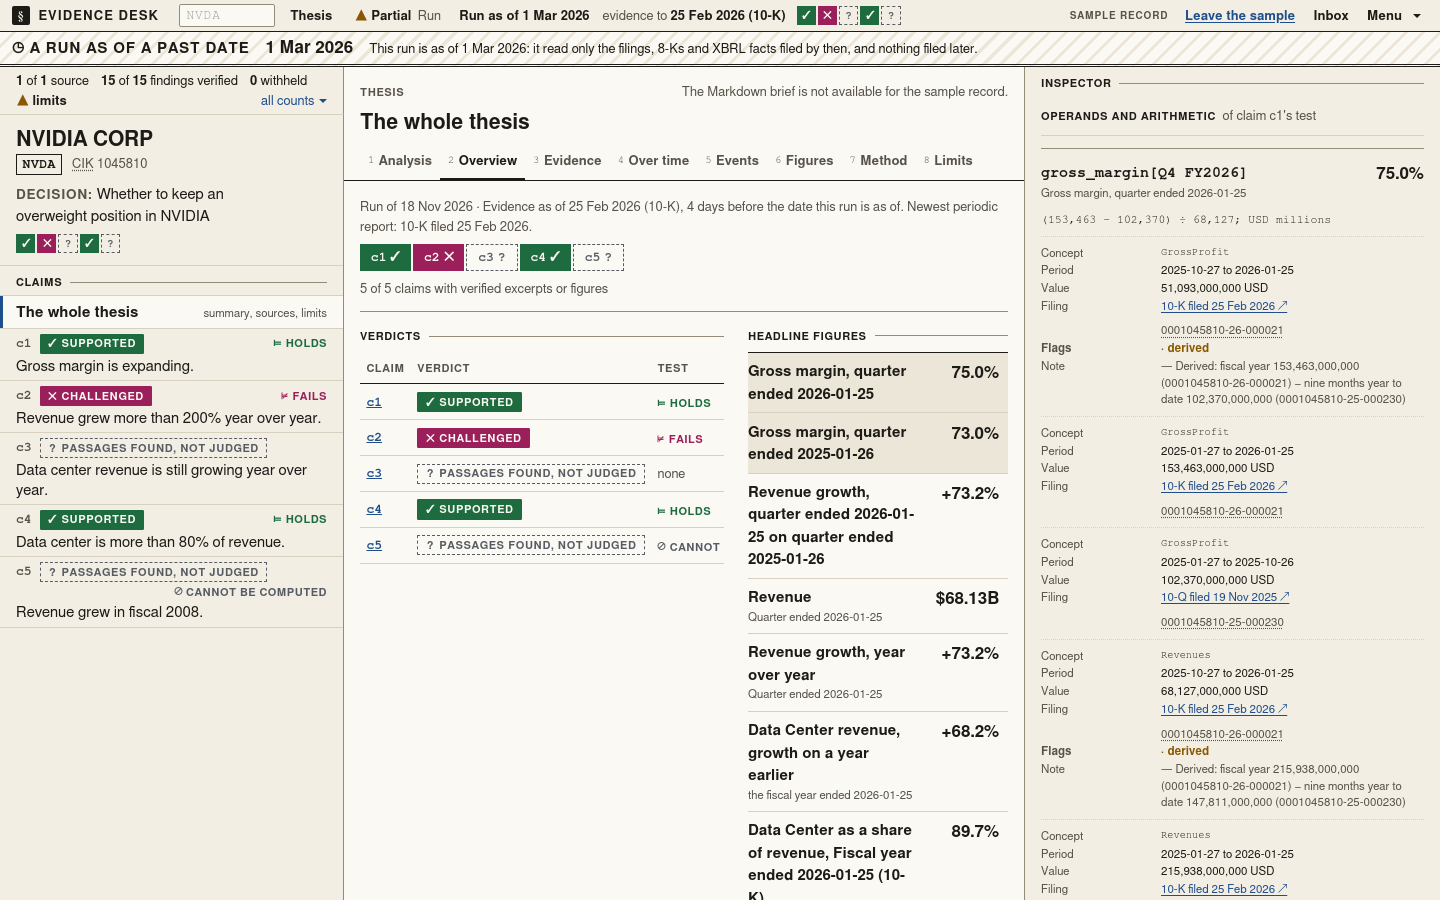 § EVIDENCE DESK NVDA Thesis Partial Run Run as of 1 Mar 2026 evidence to 25 Feb 2026 (10-K) ✓ ✕ ? ✓ ? SAMPLE RECORD Leave the sample Inbox Menu
A RUN AS OF A PAST DATE 1 Mar 2026 This run is as of 1 Mar 2026: it read only the filings, 8-Ks and XBRL facts filed by then, and nothing filed later.
1 of 1 source 15 of 15 findings verified 0 withheld
limits all counts
NVIDIA CORP
NVDA CIK 1045810
DECISION: Whether to keep an
overweight position in NVIDIA
✓ ✕ ? ✓ ?
CLAIMS
The whole thesis summary, sources, limits
c1 ✓ SUPPORTED ⊨ HOLDS
Gross margin is expanding.
c2 ✕ CHALLENGED ⊭ FAILS
Revenue grew more than 200% year over year.
c3 ? PASSAGES FOUND, NOT JUDGED
Data center revenue is still growing year over
year.
c4 ✓ SUPPORTED ⊨ HOLDS
Data center is more than 80% of revenue.
c5 ? PASSAGES FOUND, NOT JUDGED
⊘ CANNOT BE COMPUTED
Revenue grew in fiscal 2008.
THESIS The Markdown brief is not available for the sample record.
The whole thesis
1 Analysis 2 Overview 3 Evidence 4 Over time 5 Events 6 Figures 7 Method 8 Limits
Run of 18 Nov 2026 · Evidence as of 25 Feb 2026 (10-K), 4 days before the date this run is as of. Newest periodic
report: 10-K filed 25 Feb 2026.
c1 ✓ c2 ✕ c3 ? c4 ✓ c5 ?
5 of 5 claims with verified excerpts or figures
VERDICTS
CLAIM VERDICT TEST
c1 ✓ SUPPORTED ⊨ HOLDS
c2 ✕ CHALLENGED ⊭ FAILS
c3 ? PASSAGES FOUND, NOT JUDGED none
c4 ✓ SUPPORTED ⊨ HOLDS
c5 ? PASSAGES FOUND, NOT JUDGED ⊘ CANNOT
HEADLINE FIGURES
Gross margin, quarter 75.0%
ended 2026-01-25
Gross margin, quarter 73.0%
ended 2025-01-26
Revenue growth, +73.2%
quarter ended 2026-01-
25 on quarter ended
2025-01-26
Revenue $68.13B
Quarter ended 2026-01-25
Revenue growth, year +73.2%
over year
Quarter ended 2026-01-25
Data Center revenue, +68.2%
growth on a year
earlier
the fiscal year ended 2026-01-25
Data Center as a share 89.7%
of revenue, Fiscal year
ended 2026-01-25 (10-
K)
INSPECTOR
OPERANDS AND ARITHMETIC of claim c1's test
gross_margin[Q4 FY2026] 75.0%
Gross margin, quarter ended 2026-01-25
(153,463 − 102,370) ÷ 68,127; USD millions
Concept GrossProfit
Period 2025-10-27 to 2026-01-25
Value 51,093,000,000 USD
Filing 10-K filed 25 Feb 2026 ↗
0001045810-26-000021
Flags · derived
Note — Derived: fiscal year 153,463,000,000
(0001045810-26-000021) − nine months year to
date 102,370,000,000 (0001045810-25-000230)
Concept GrossProfit
Period 2025-01-27 to 2026-01-25
Value 153,463,000,000 USD
Filing 10-K filed 25 Feb 2026 ↗
0001045810-26-000021
Concept GrossProfit
Period 2025-01-27 to 2025-10-26
Value 102,370,000,000 USD
Filing 10-Q filed 19 Nov 2025 ↗
0001045810-25-000230
Concept Revenues
Period 2025-10-27 to 2026-01-25
Value 68,127,000,000 USD
Filing 10-K filed 25 Feb 2026 ↗
0001045810-26-000021
Flags · derived
Note — Derived: fiscal year 215,938,000,000
(0001045810-26-000021) − nine months year to
date 147,811,000,000 (0001045810-25-000230)
Concept Revenues
Period 2025-01-27 to 2026-01-25
Value 215,938,000,000 USD
Filing 10-K filed 25 Feb 2026 ↗